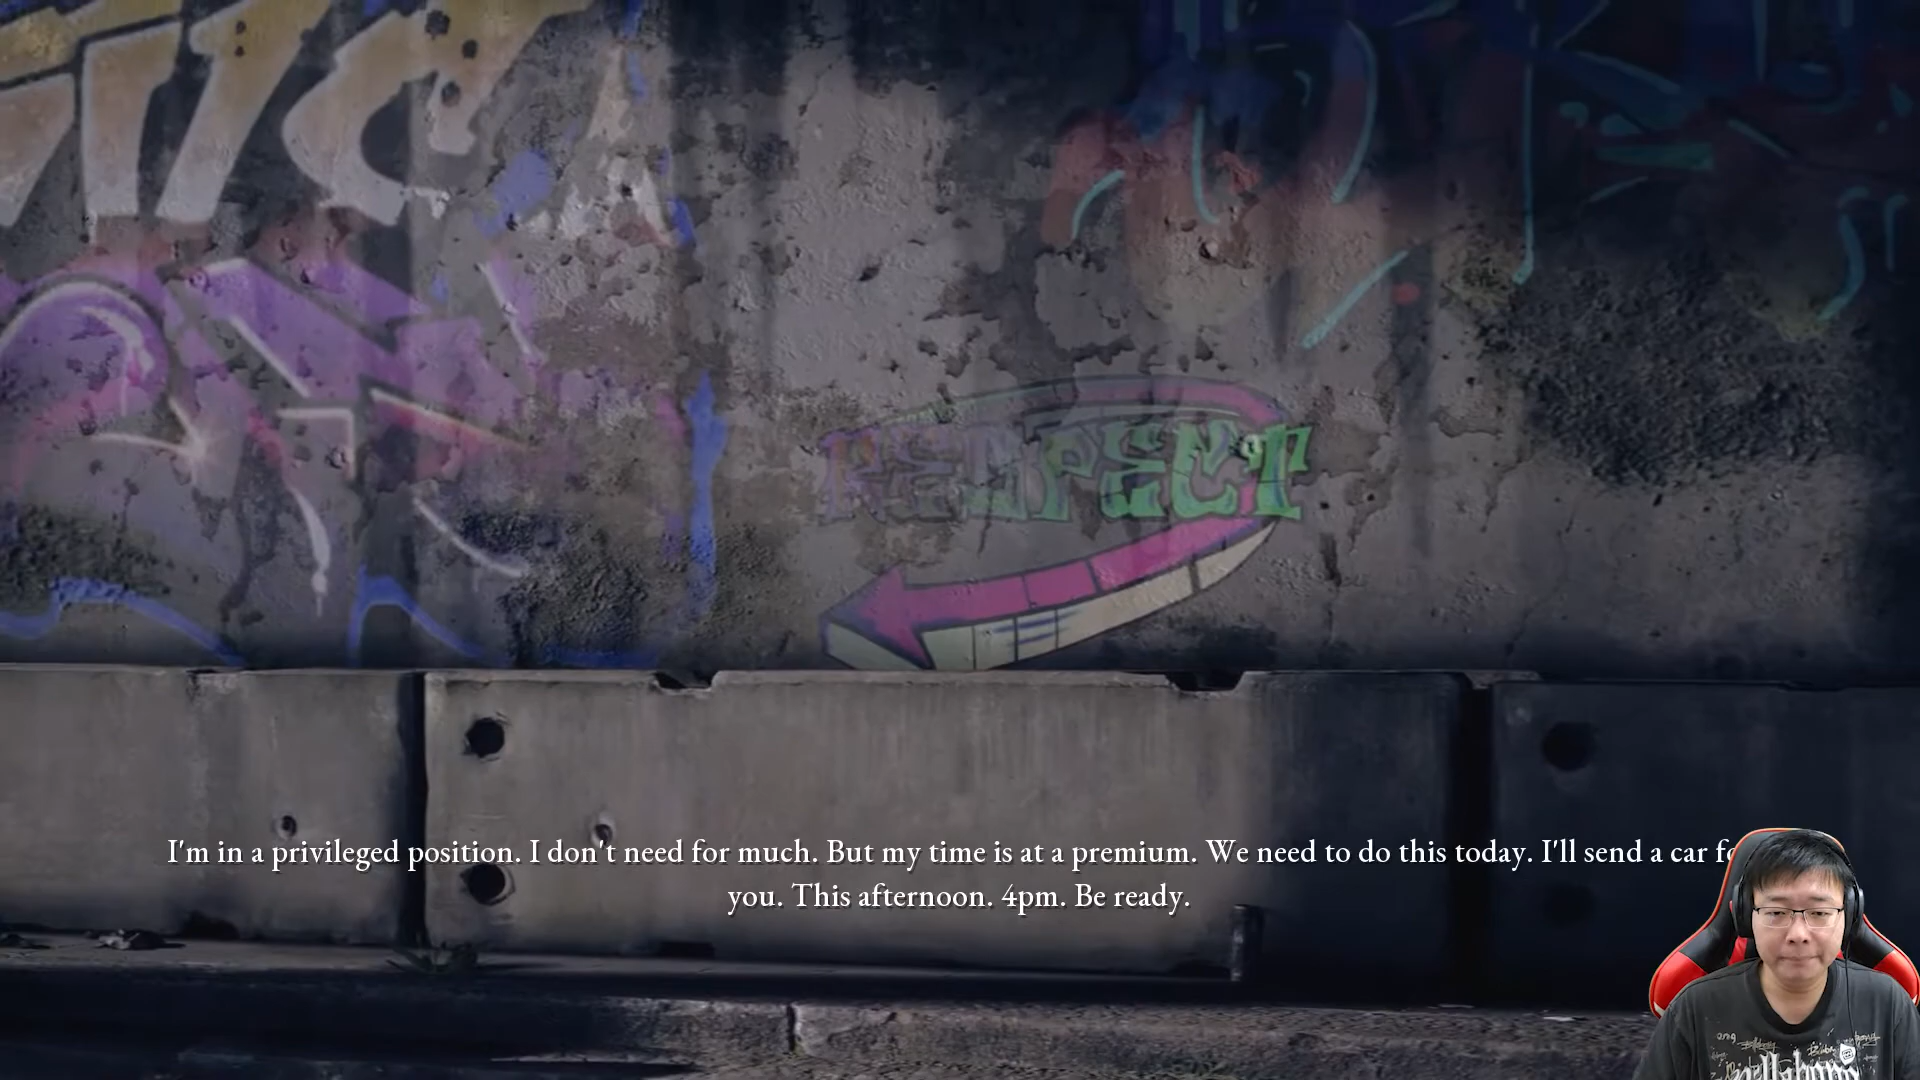 RESPECT
I'm in a privileged position. I don't need for much. But my time is at a premium. We need to do this today. I'll send a car
you. This afternoon. 4pm. Be ready.